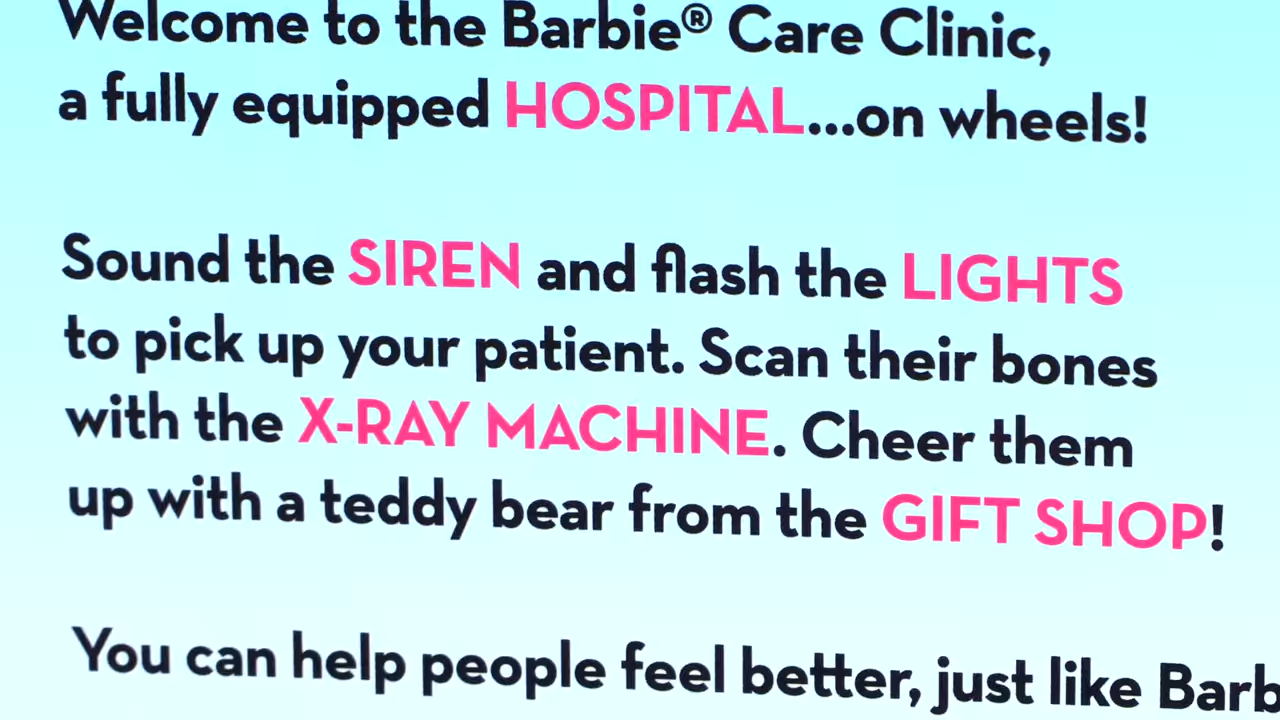 Welcome to the Barbie® Care Clinic,
a fully equipped HOSPITAL...on wheels!
Sound the SIREN and flash the LIGHTS
to pick up your patient. Scan their bones
with the X-RAY MACHINE. Cheer them
up with a teddy bear from the GIFT SHOP!
You can help people feel better, just like Barb